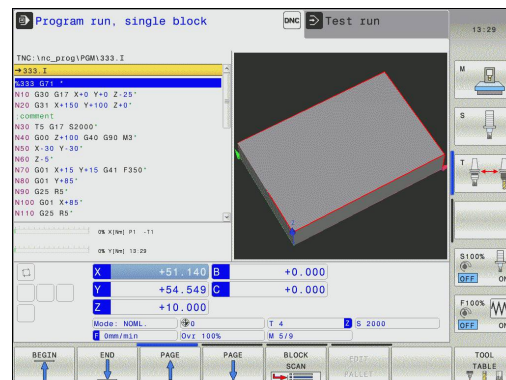 Program run, single block
DNC
Test run
13:29
TNC:\nc_prog\PGM\333.I
→333.I
%333 G71 *
N10 G30 G17 X+0 Y+0 Z-25*
N20 G31 X+150 Y+100 Z+0*
;comment
N30 T5 G17 S2000*
N40 G00 Z+100 G40 G90 M3*
N50 X-30 Y-30*
N60 Z-5*
N70 G01 X+15 Y+15 G41 F350*
N80 G01 Y+85*
N90 G25 R5*
N100 G01 X+85*
N110 G25 R5*
0% X[Nm] P1 -T1
0% Y[Nm] 13:29
X +51.140 B +0.000
Y +54.549 C +0.000
Z +10.000
Mode: NOML. 0 T 4 Z S 2000
F 0mm/min Ovr 100% M 5/9
M
S
T
S100%
OFF ON
F100%
OFF ON
BEGIN
END
PAGE
PAGE
BLOCK
SCAN
EDIT
PALLET
TOOL
TABLE